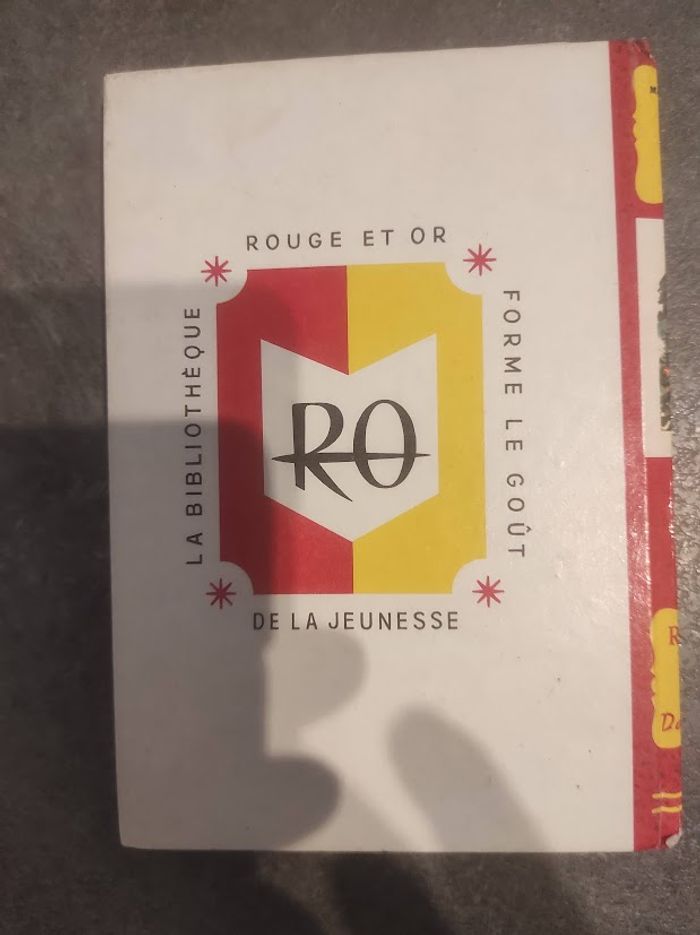 LA BIBLIOTHÈQUE
ROUGE ET OR
FORME LE GOÛT
DE LA JEUNESSE
RO